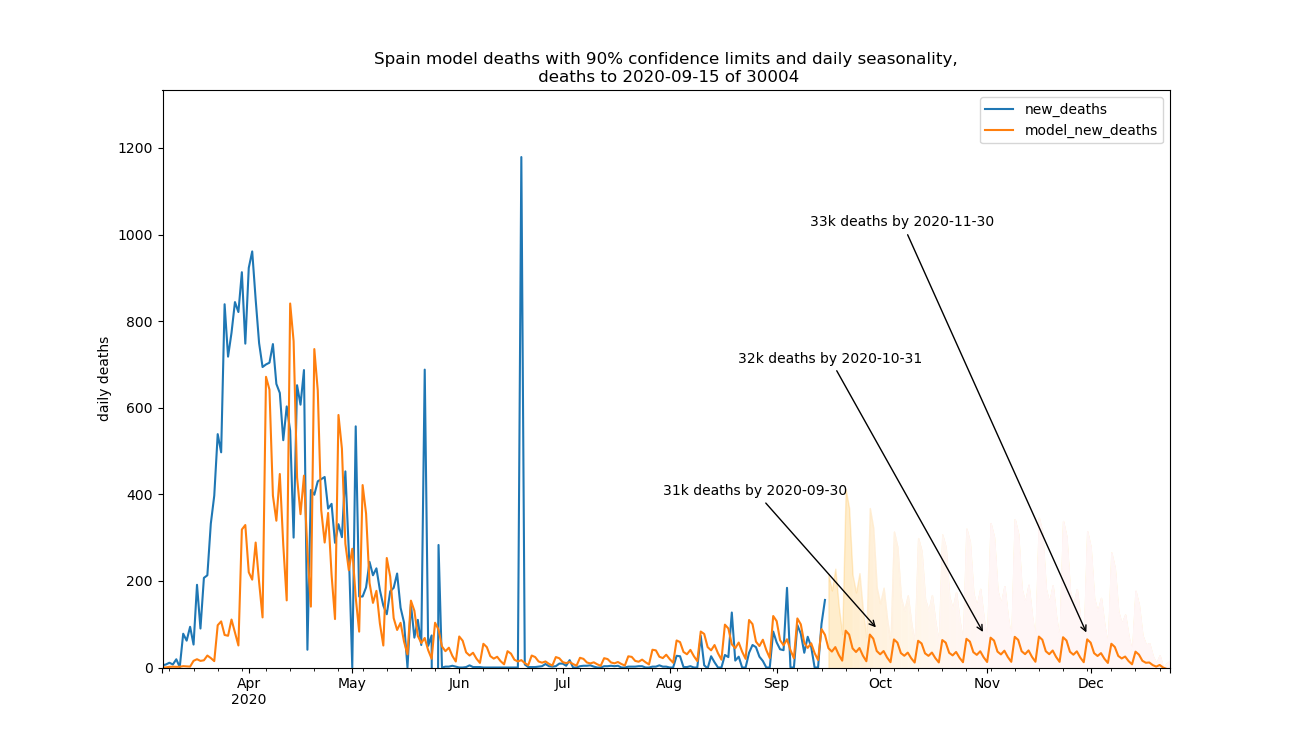 Spain model deaths with 90% confidence limits and daily seasonality,
deaths to 2020-09-15 of 30004
new_deaths
model_new_deaths
1200
1000
800
600
400
200
0
daily deaths
33k deaths by 2020-11-30
32k deaths by 2020-10-31
31k deaths by 2020-09-30
Apr May Jun Jul Aug Sep Oct Nov Dec
2020